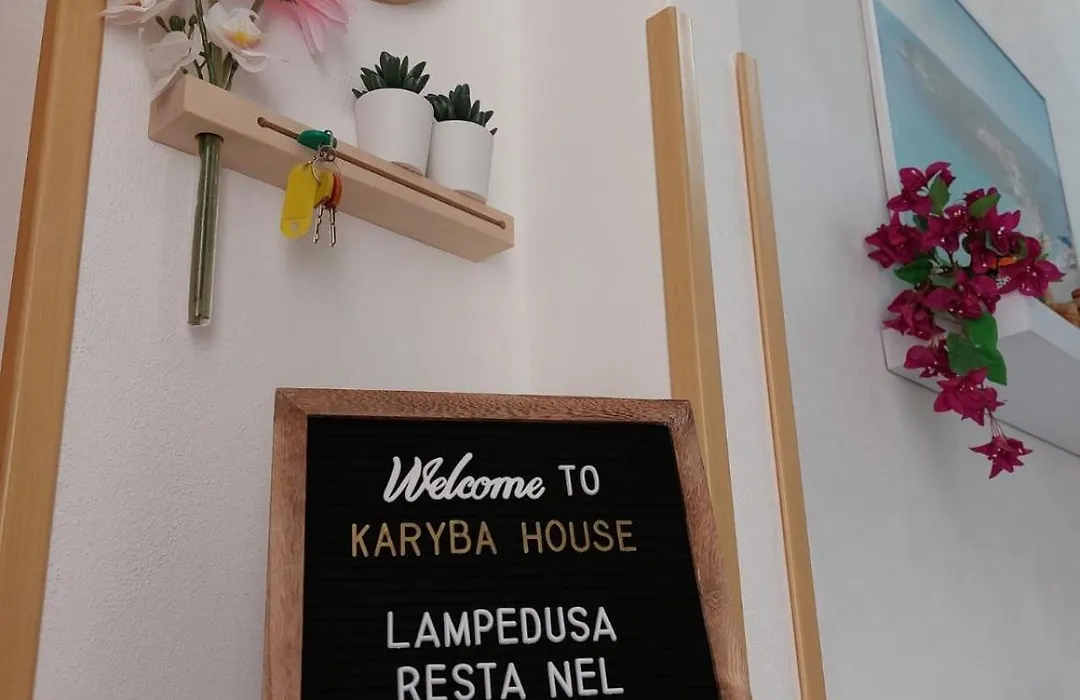 Welcome TO
KARYBA HOUSE
LAMPEDUSA
RESTA NEL